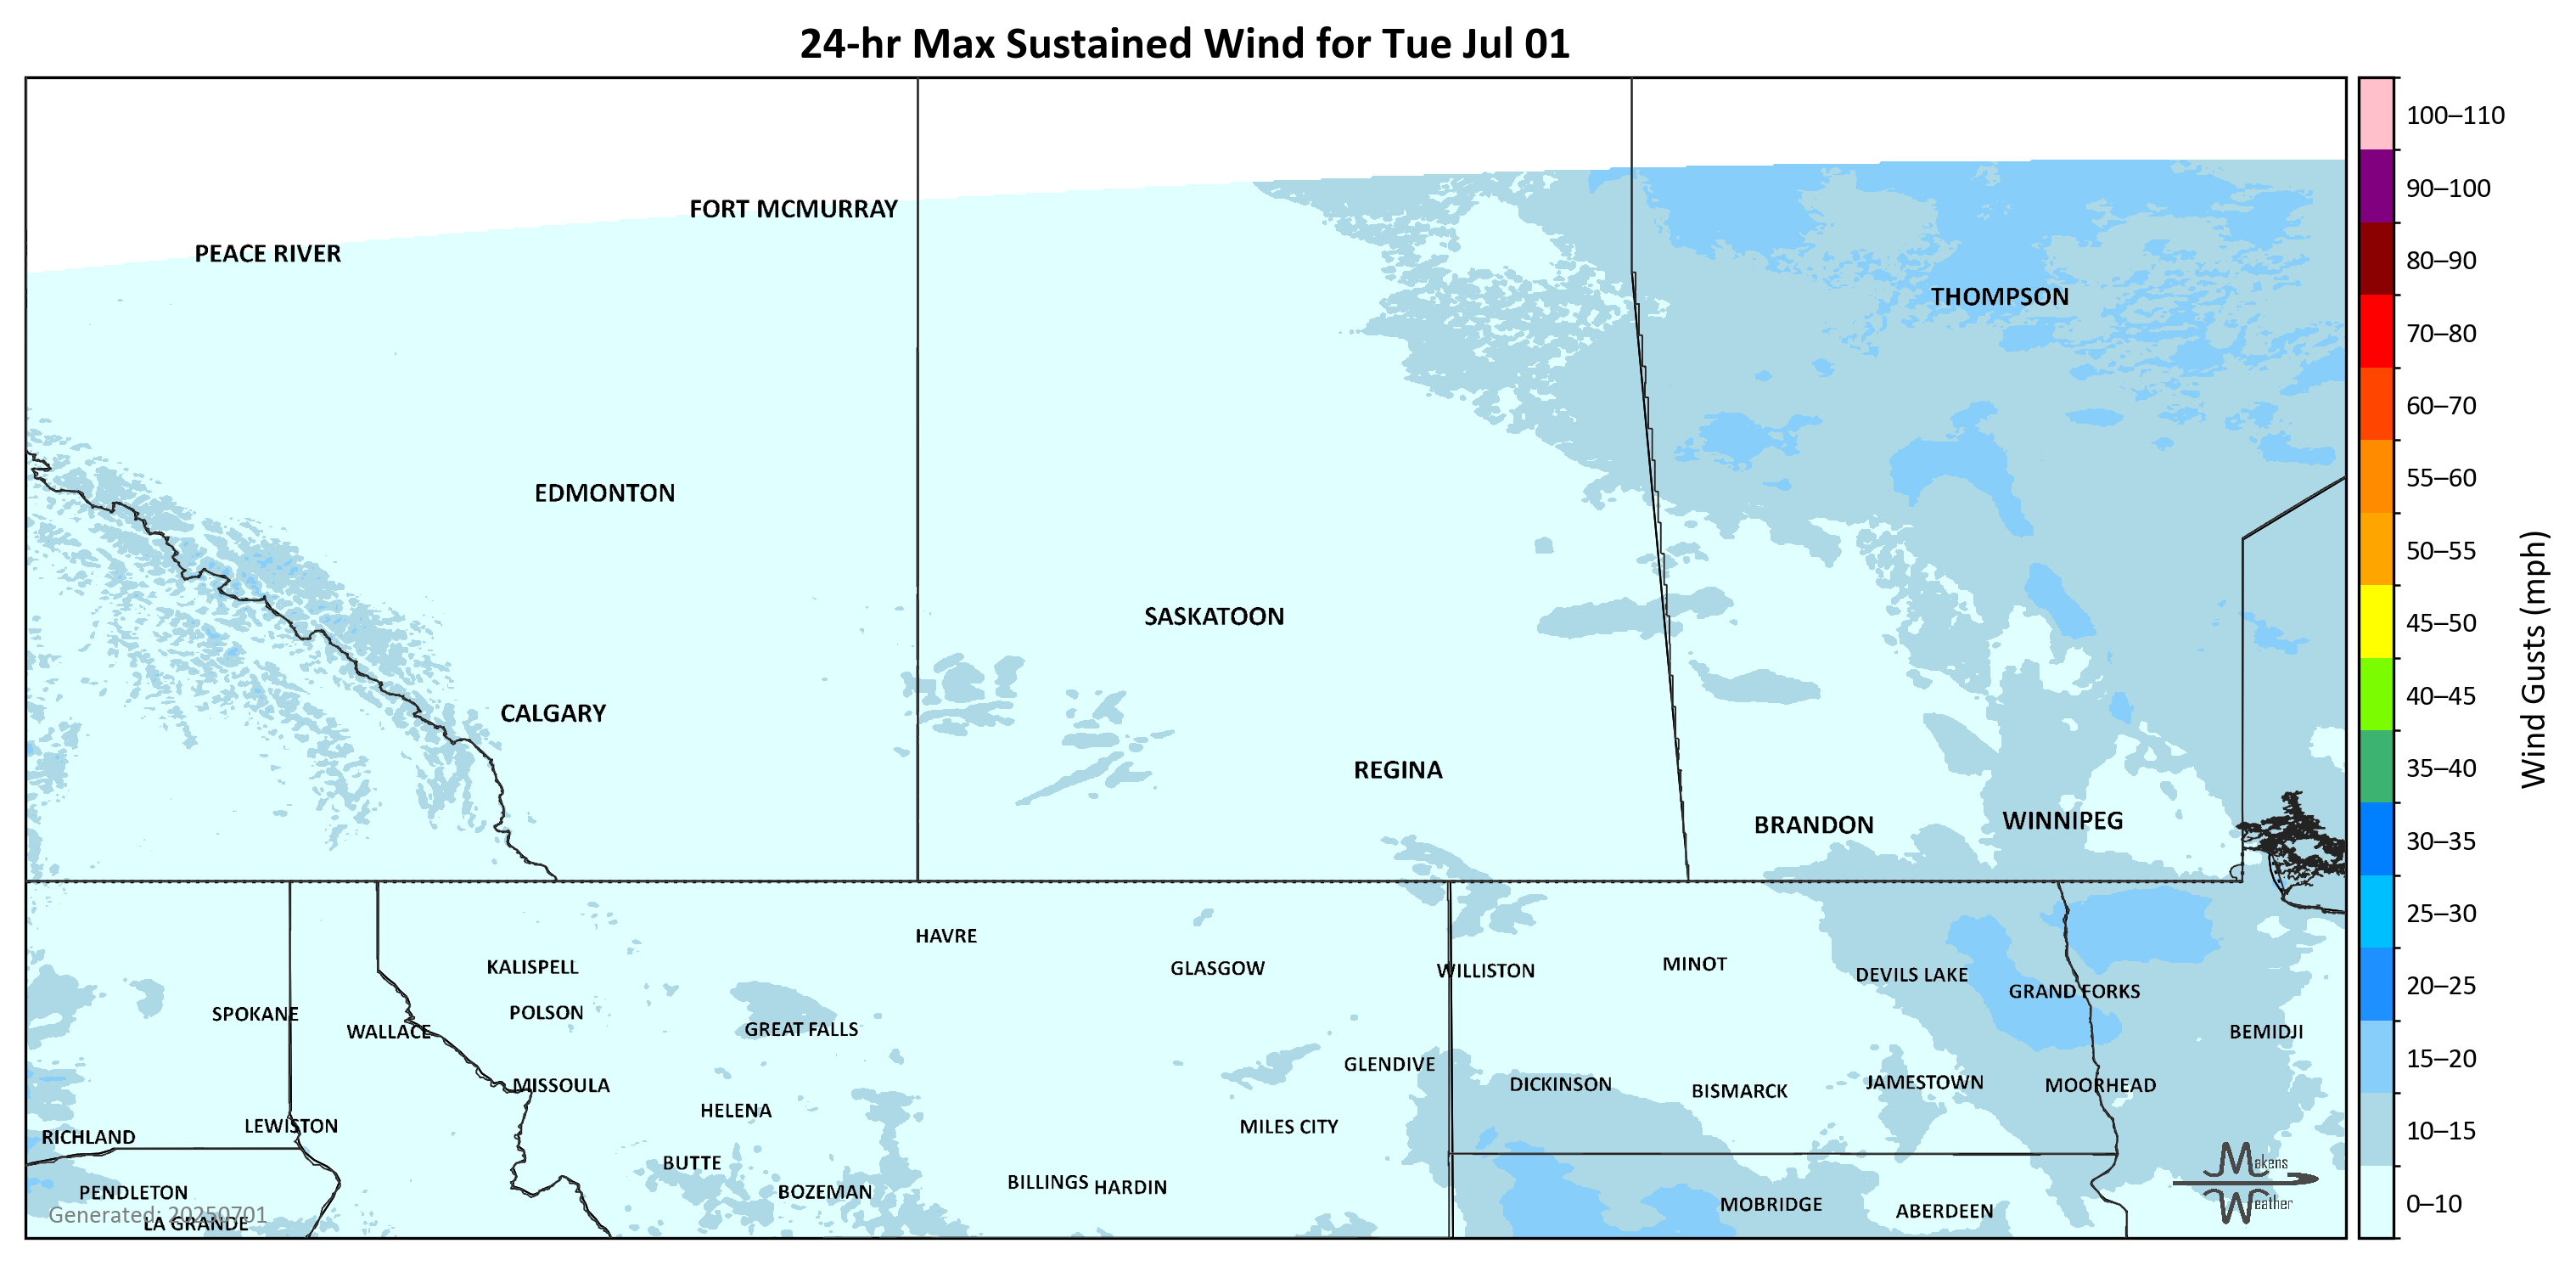 24-hr Max Sustained Wind for Tue Jul 01
100–110
90–100
80–90
70–80
60–70
55–60
50–55
45–50
40–45
35–40
30–35
25–30
20–25
15–20
10–15
0–10
Wind Gusts (mph)
FORT MCMURRAY
PEACE RIVER
THOMPSON
EDMONTON
SASKATOON
CALGARY
REGINA
BRANDON
WINNIPEG
HAVRE
KALISPELL
GLASGOW
WILLISTON
MINOT
DEVILS LAKE
GRAND FORKS
SPOKANE
POLSON
WALLACE
GREAT FALLS
BEMIDJI
GLENDIVE
MISSOULA
DICKINSON
BISMARCK
JAMESTOWN
MOORHEAD
HELENA
LEWISTON
MILES CITY
RICHLAND
BUTTE
BILLINGS
HARDIN
PENDLETON
BOZEMAN
MOBRIDGE
ABERDEEN
LA GRANDE
Generated: 20250701
Makens
Weather